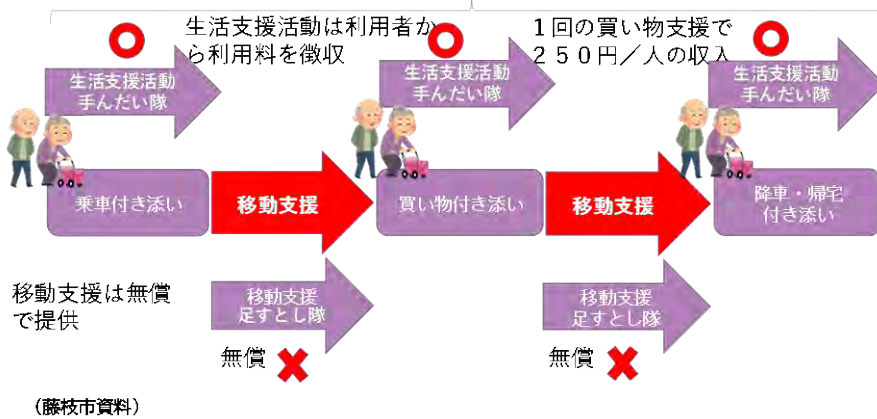 生活支援活動は利用者か
ら利用料を徴収
１回の買い物支援で
２５０円／人の収入
生活支援活動
手んだい隊
生活支援活動
手んだい隊
生活支援活動
手んだい隊
乗車付き添い
移動支援
買い物付き添い
移動支援
降車・帰宅
付き添い
移動支援は無償
で提供
移動支援
足すとし隊
移動支援
足すとし隊
無償
無償
（藤枝市資料）